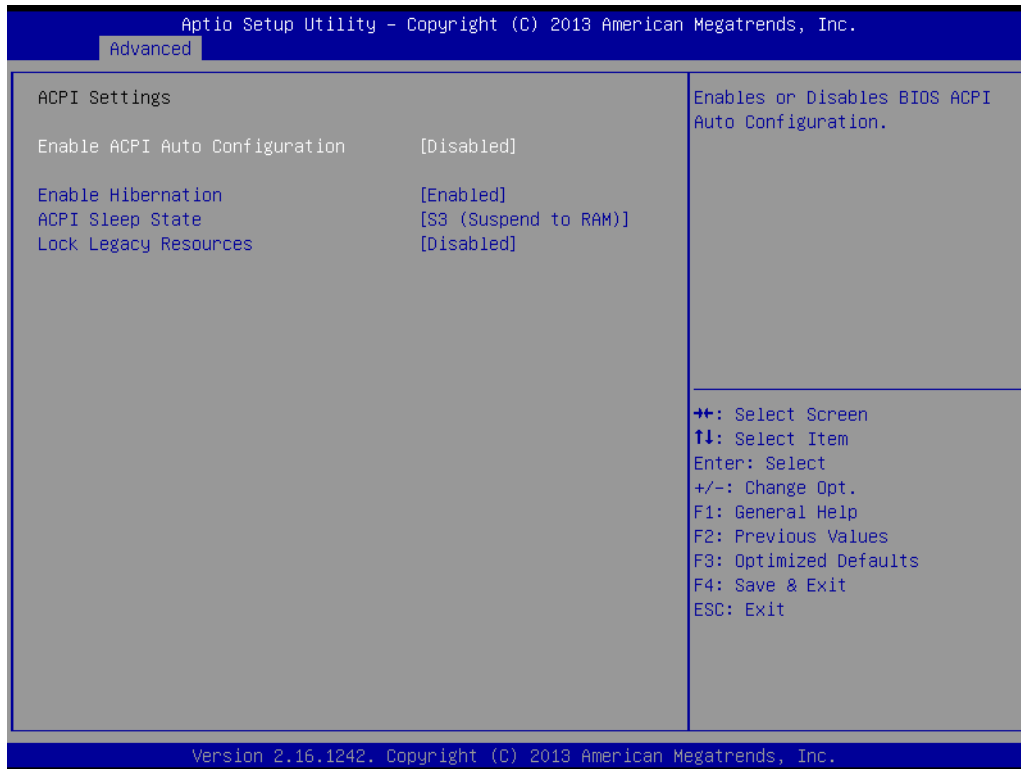 Aptio Setup Utility – Copyright (C) 2013 American Megatrends, Inc.
Advanced
ACPI Settings
Enable ACPI Auto Configuration [Disabled]
Enable Hibernation [Enabled]
ACPI Sleep State [S3 (Suspend to RAM)]
Lock Legacy Resources [Disabled]
Enables or Disables BIOS ACPI
Auto Configuration.
→←: Select Screen
↑↓: Select Item
Enter: Select
+/-: Change Opt.
F1: General Help
F2: Previous Values
F3: Optimized Defaults
F4: Save & Exit
ESC: Exit
Version 2.16.1242. Copyright (C) 2013 American Megatrends, Inc.